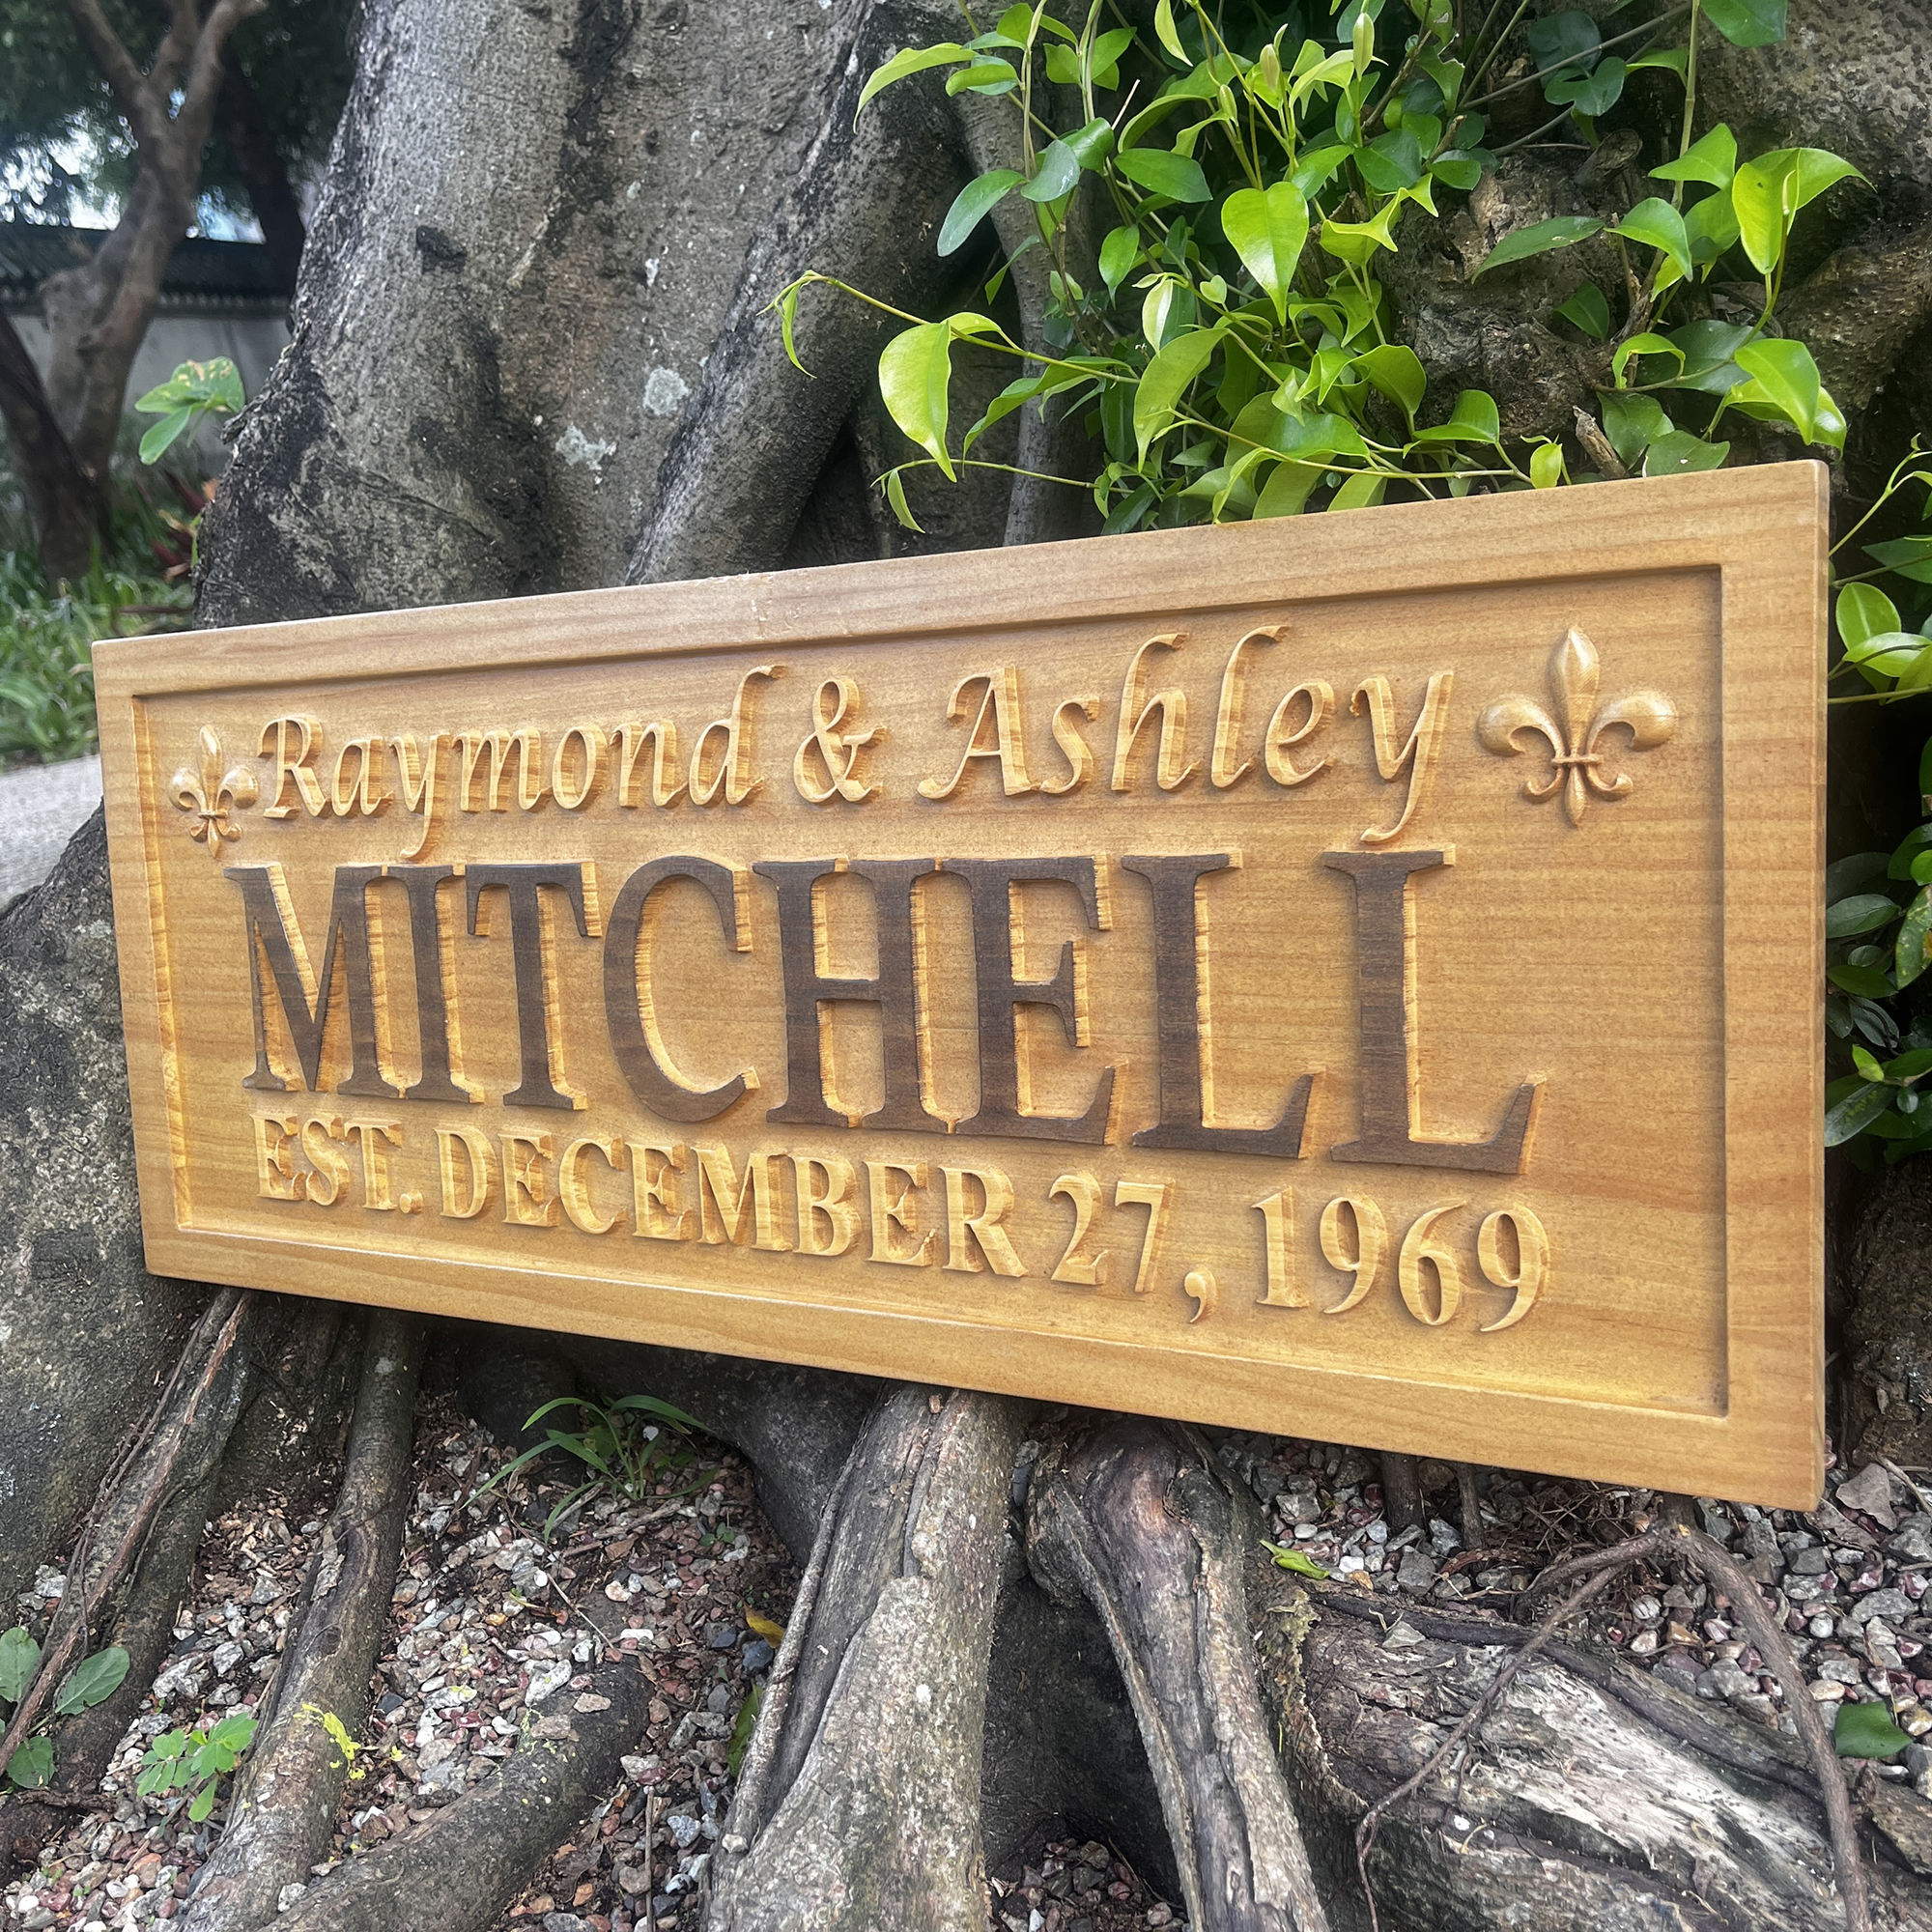 Raymond & Ashley
MITCHELL
EST. DECEMBER 27, 1969